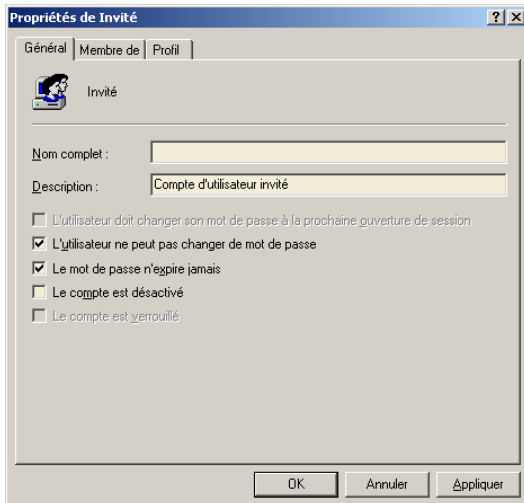 Propriétés de Invité
Général Membre de Profil
Invité
Nom complet :
Description : Compte d'utilisateur invité
L'utilisateur doit changer son mot de passe à la prochaine ouverture de session
L'utilisateur ne peut pas changer de mot de passe
Le mot de passe n'expire jamais
Le compte est désactivé
Le compte est verrouillé
OK Annuler Appliquer